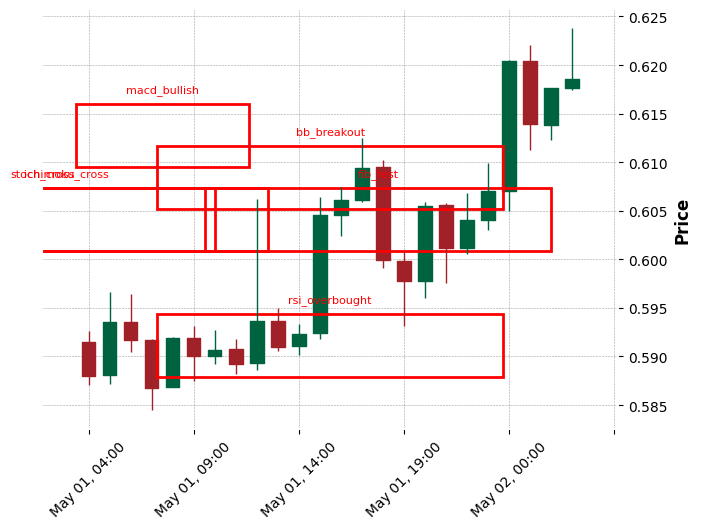 0.625
0.620
0.615
0.610
0.605
0.600
0.595
0.590
0.585
Price
macd_bullish
bb_breakout
rsi_overbought
May 01, 04:00
May 01, 09:00
May 01, 14:00
May 01, 19:00
May 02, 00:00